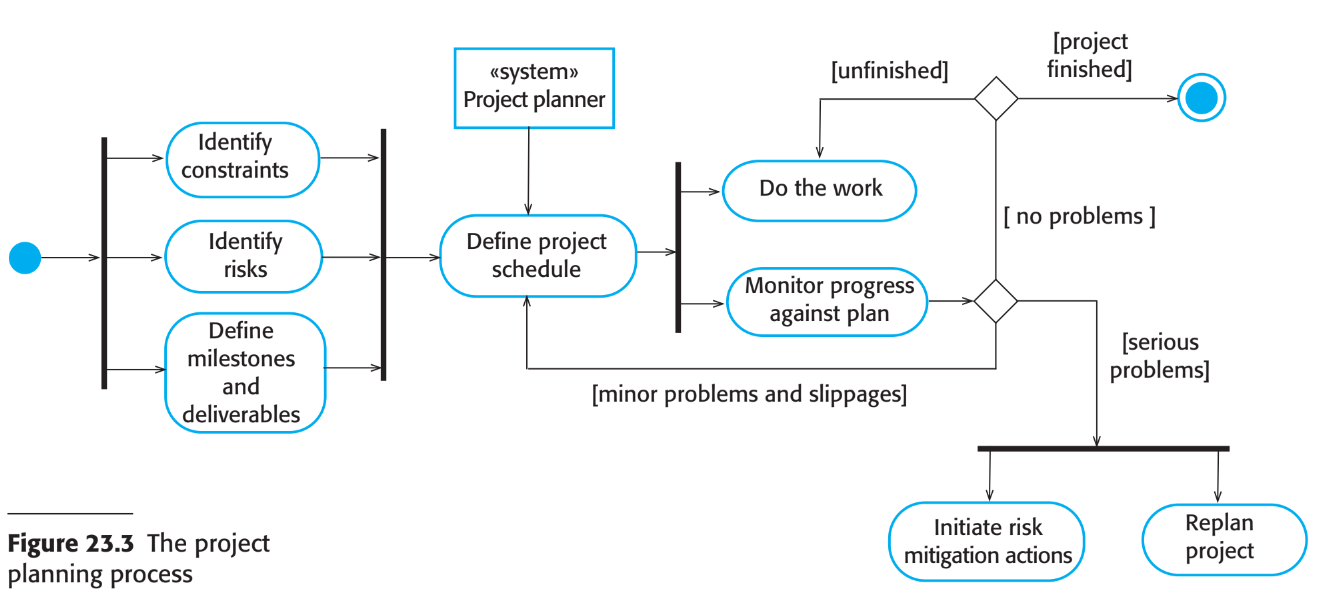 Identify
constraints
Identify
risks
Define
milestones
and
deliverables
«system»
Project planner
Define project
schedule
Do the work
Monitor progress
against plan
[unfinished]
[project
finished]
[ no problems ]
[minor problems and slippages]
[serious
problems]
Initiate risk
mitigation actions
Replan
project
Figure 23.3 The project
planning process